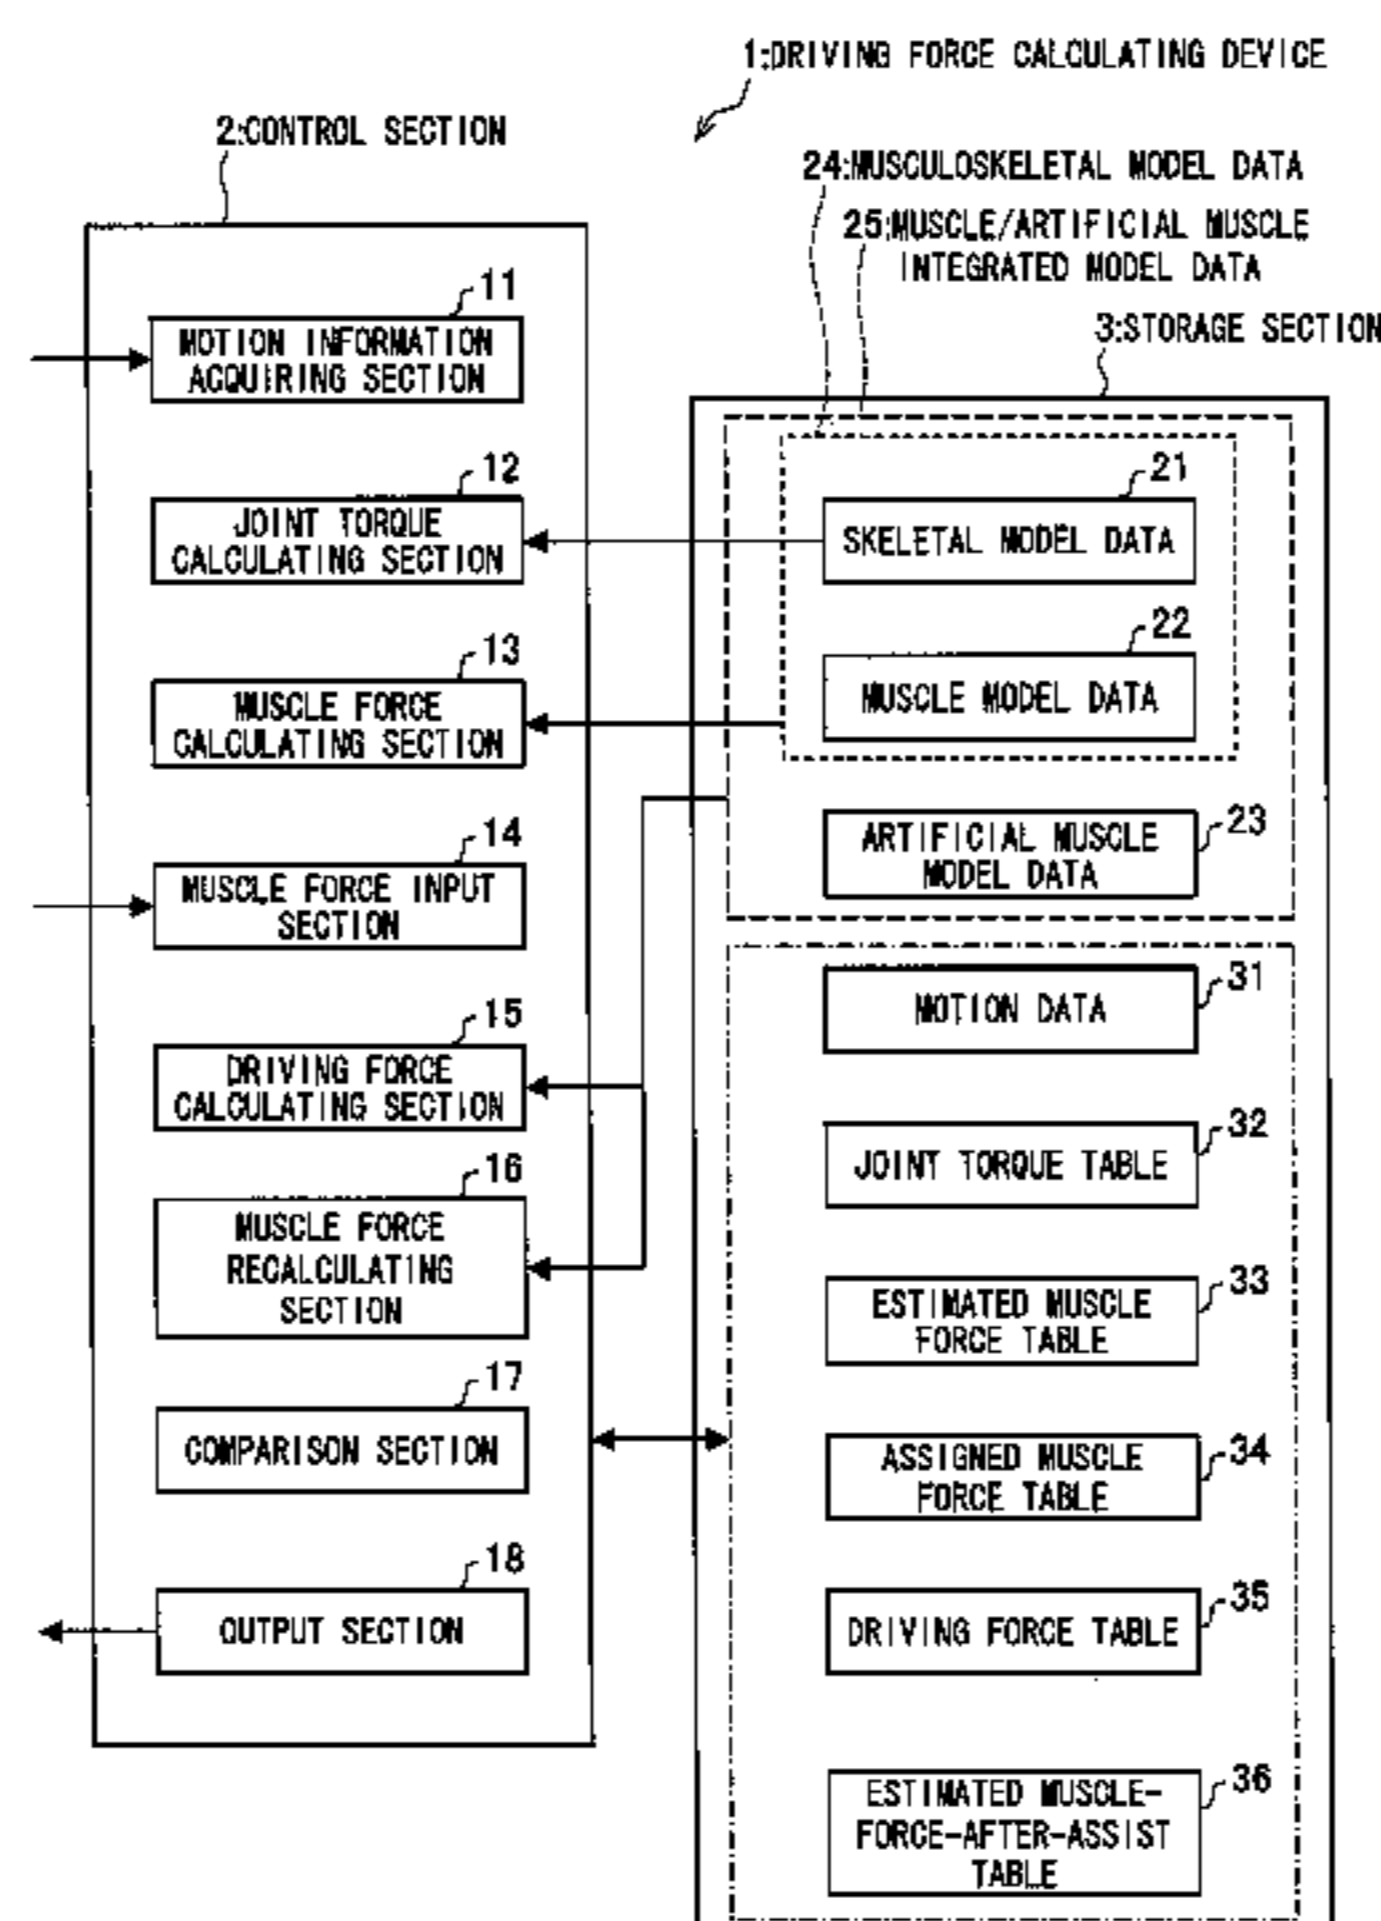 1:DRIVING FORCE CALCULATING DEVICE
2:CONTROL SECTION
24:MUSCULOSKELETAL MODEL DATA
25:MUSCLE/ARTIFICIAL MUSCLE
INTEGRATED MODEL DATA
3:STORAGE SECTION
11
MOTION INFORMATION
ACQUIRING SECTION
12
JOINT TORQUE
CALCULATING SECTION
13
MUSCLE FORCE
CALCULATING SECTION
14
MUSCLE FORCE INPUT
SECTION
15
DRIVING FORCE
CALCULATING SECTION
16
MUSCLE FORCE
RECALCULATING
SECTION
17
COMPARISON SECTION
18
OUTPUT SECTION
21
SKELETAL MODEL DATA
22
MUSCLE MODEL DATA
23
ARTIFICIAL MUSCLE
MODEL DATA
31
MOTION DATA
32
JOINT TORQUE TABLE
33
ESTIMATED MUSCLE
FORCE TABLE
34
ASSIGNED MUSCLE
FORCE TABLE
35
DRIVING FORCE TABLE
36
ESTIMATED MUSCLE-
FORCE-AFTER-ASSIST
TABLE